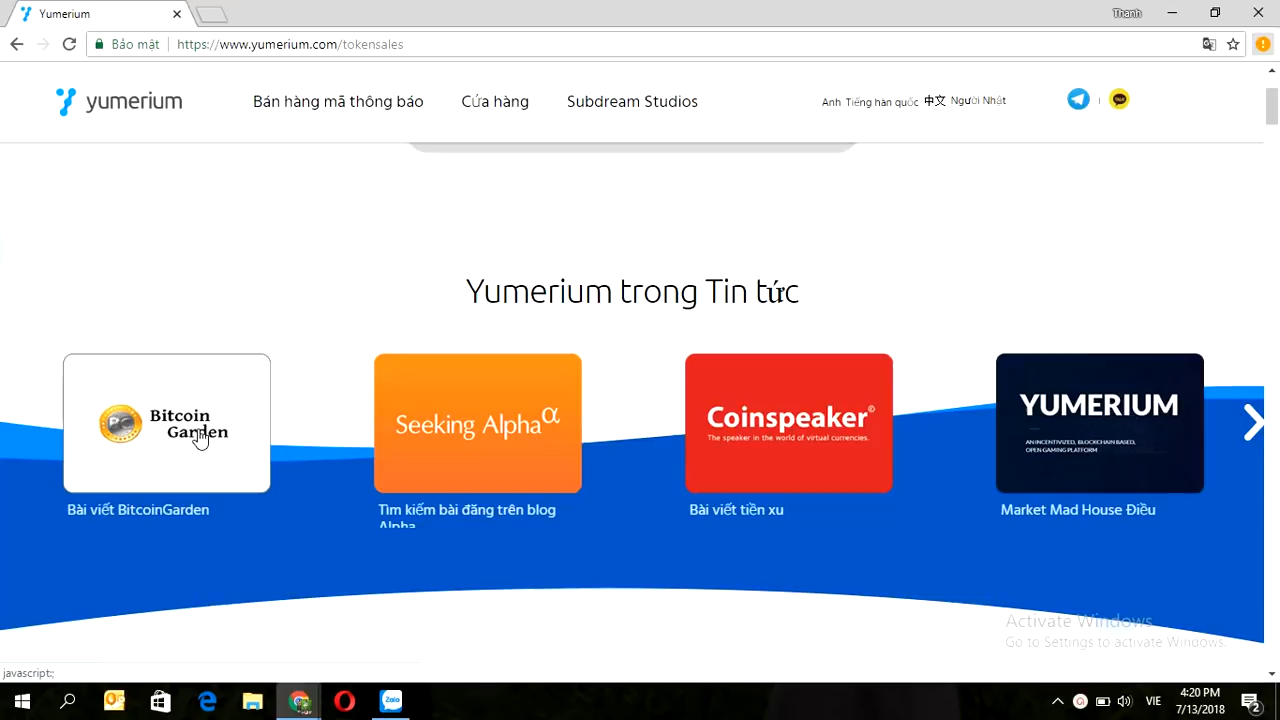 Yumerium
Thanh
Bảo mật
https://www.yumerium.com/tokensales
yumerium
Bán hàng mã thông báo
Cửa hàng
Subdream Studios
Anh Tiếng hàn quốc 中文 Người Nhật
TALK
Yumerium trong Tin tức
Bitcoin
Garden
Seeking Alpha α
Coinspeaker©
The speaker in the world of virtual currencies.
YUMERIUM
AN INCENTIVIZED, BLOCKCHAIN BASED,
OPEN GAMING PLATFORM
Bài viết BitcoinGarden
Tìm kiếm bài đăng trên blog
Alpha
Bài viết tiền xu
Market Mad House Điều
Activate Windows
Go to Settings to activate Windows.
javascript:;
Zalo
VIE
4:20 PM
7/13/2018
2